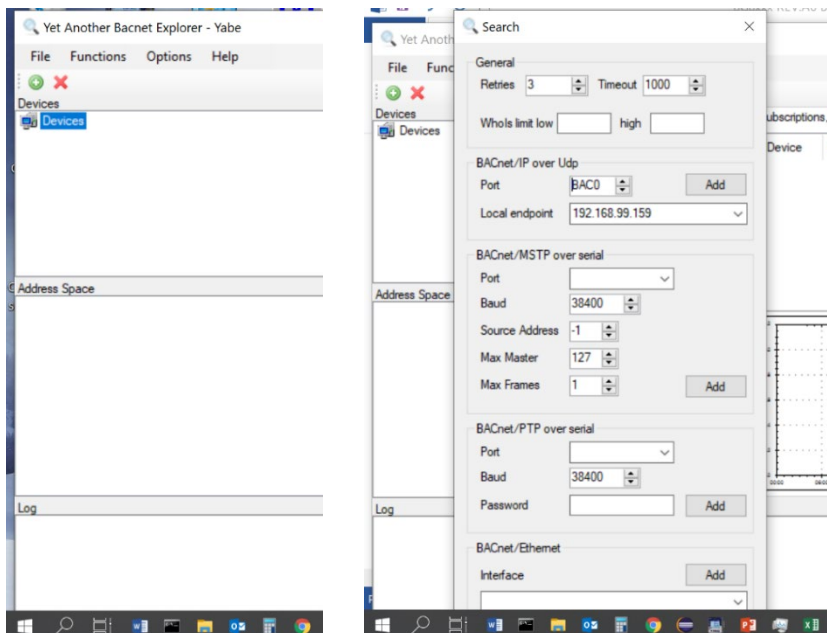 Yet Another Bacnet Explorer - Yabe
File Functions Options Help
Devices
Devices
Address Space
Log
Yet Anoth
File Func
Devices
Devices
Address Space
Log
Search
General
Retries 3 Timeout 1000
WhoIs limit low high
BACnet/IP over Udp
Port BAC0 Add
Local endpoint 192.168.99.159
BACnet/MSTP over serial
Port
Baud 38400
Source Address -1
Max Master 127
Max Frames 1 Add
BACnet/PTP over serial
Port
Baud 38400
Password Add
BACnet/Ethernet
Interface Add
ubscriptions,
Device